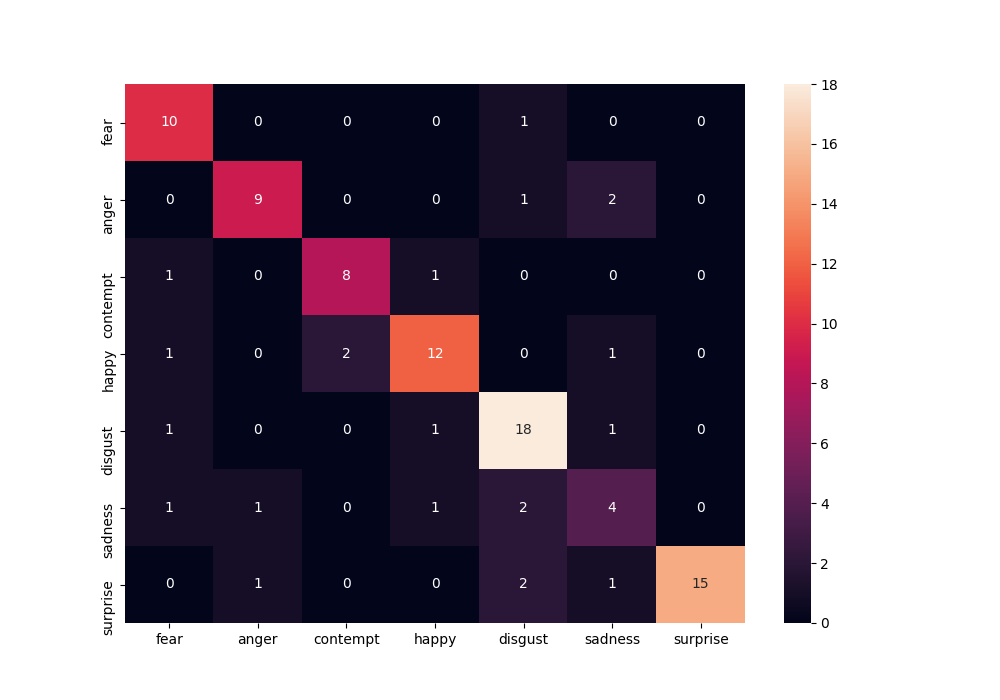 fear 10 0 0 0 1 0 0
anger 0 9 0 0 1 2 0
contempt 1 0 8 1 0 0 0
happy 1 0 2 12 0 1 0
disgust 1 0 0 1 18 1 0
sadness 1 1 0 1 2 4 0
surprise 0 1 0 0 2 1 15
fear anger contempt happy disgust sadness surprise
18
16
14
12
10
8
6
4
2
0